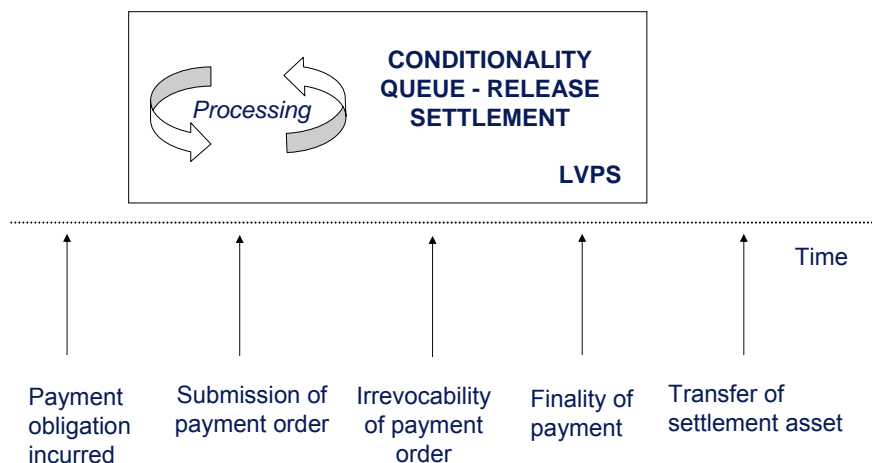 CONDITIONALITY
QUEUE - RELEASE
SETTLEMENT
Processing
LVPS
Time
Payment
obligation
incurred
Submission of
payment order
Irrevocability
of payment
order
Finality of
payment
Transfer of
settlement asset